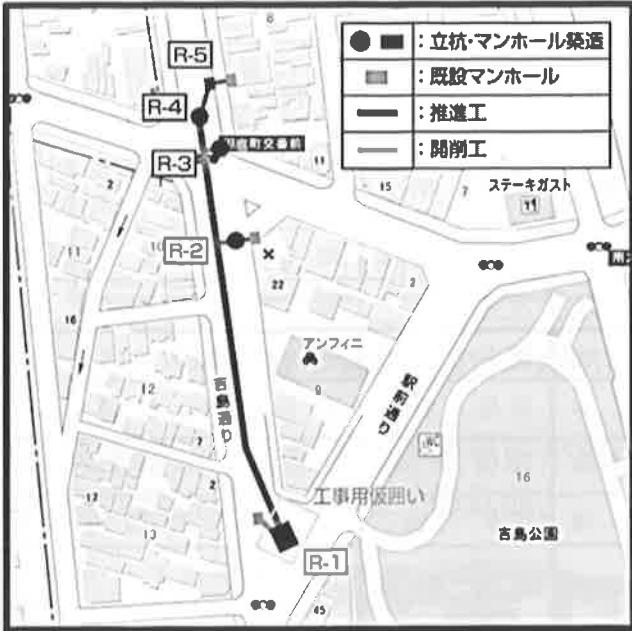 : 立坑・マンホール築造
: 既設マンホール
: 推進工
: 開削工
R-5
R-4
R-3
R-2
R-1
8
2
11
15
7
ステーキガスト
10
11
22
2
16
アンフィニ
9
吉島通り
駅前通り
12
7
2
12
13
工事用仮囲い
16
吉島公園
45